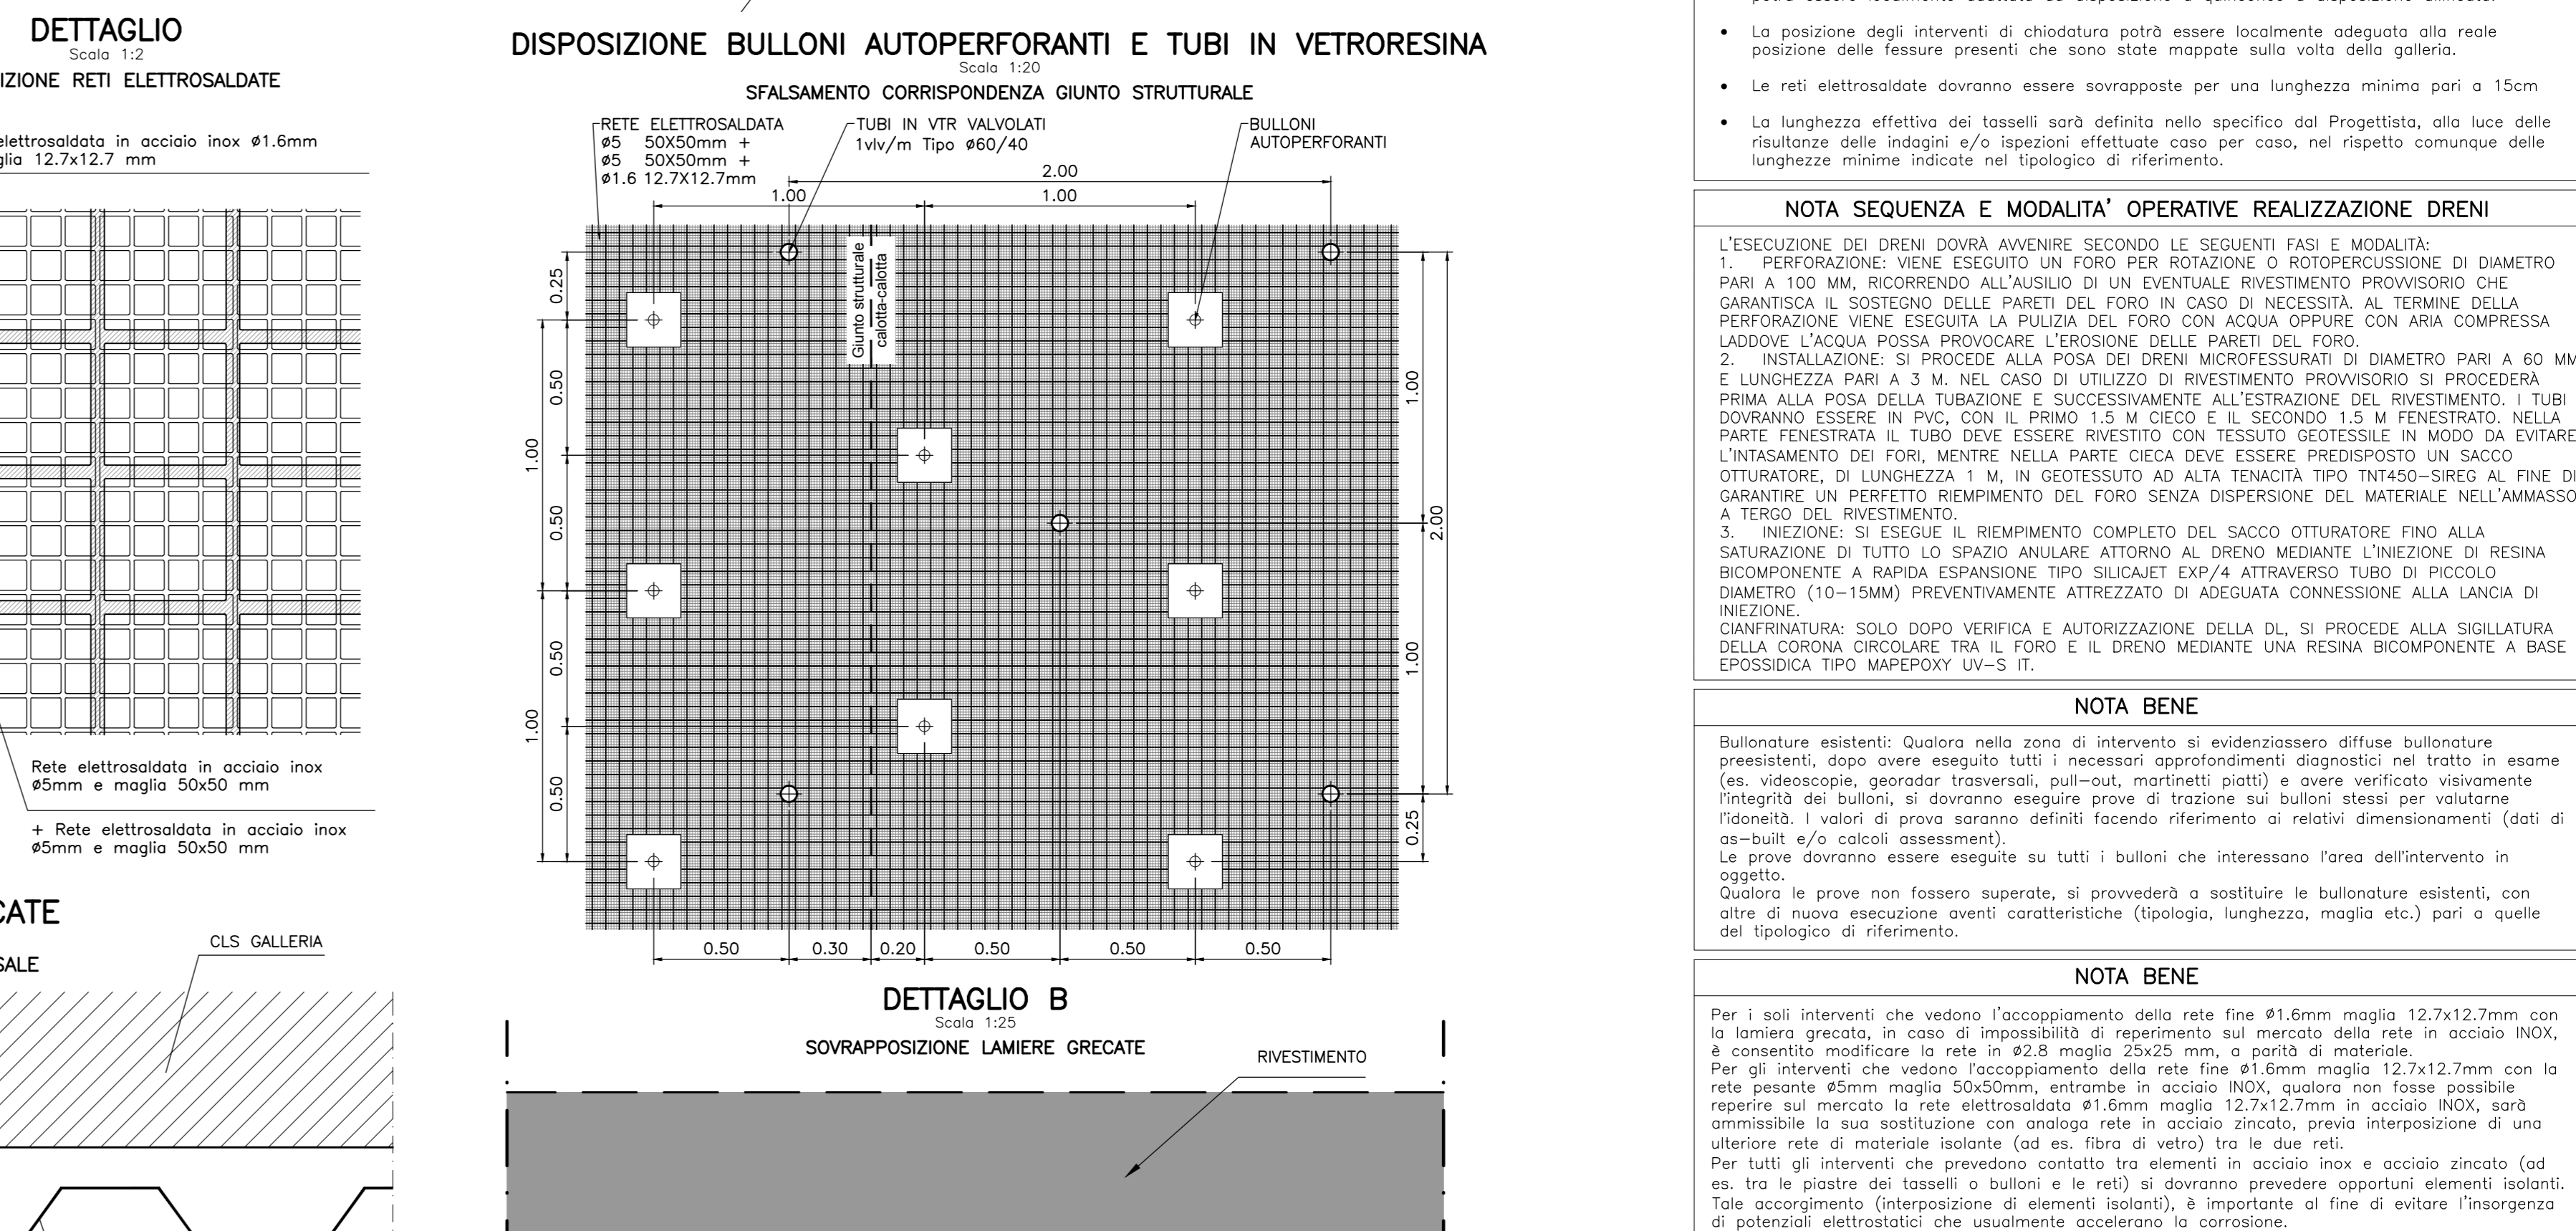 DETTAGLIO
Scala 1:2
IZIONE RETI ELETTROSALDATE
elettrosaldata in acciaio inox ø1.6mm
glia 12.7x12.7 mm
Rete elettrosaldata in acciaio inox
ø5mm e maglia 50x50 mm
+ Rete elettrosaldata in acciaio inox
ø5mm e maglia 50x50 mm
CATE
SALE
CLS GALLERIA
DISPOSIZIONE BULLONI AUTOPERFORANTI E TUBI IN VETRORESINA
Scala 1:20
SFALSAMENTO CORRISPONDENZA GIUNTO STRUTTURALE
RETE ELETTROSALDATA
ø5 50X50mm +
ø5 50X50mm +
ø1.6 12.7X12.7mm
TUBI IN VTR VALVOLATI
1vlv/m Tipo ø60/40
BULLONI
AUTOPERFORANTI
2.00
1.00
1.00
Giunto strutturale
calotta-calotta
0.25
0.50
1.00
0.50
0.50
1.00
0.50
1.00
2.00
1.00
0.25
0.50
0.30
0.20
0.50
0.50
0.50
DETTAGLIO B
Scala 1:25
SOVRAPPOSIZIONE LAMIERE GRECATE
RIVESTIMENTO
• La posizione degli interventi di chiodatura potrà essere localmente adeguata alla reale
posizione delle fessure presenti che sono state mappate sulla volta della galleria.
• Le reti elettrosaldate dovranno essere sovrapposte per una lunghezza minima pari a 15cm
• La lunghezza effettiva dei tasselli sarà definita nello specifico dal Progettista, alla luce delle
risultanze delle indagini e/o ispezioni effettuate caso per caso, nel rispetto comunque delle
lunghezze minime indicate nel tipologico di riferimento.
NOTA SEQUENZA E MODALITA' OPERATIVE REALIZZAZIONE DRENI
L'ESECUZIONE DEI DRENI DOVRÀ AVVENIRE SECONDO LE SEGUENTI FASI E MODALITÀ:
1. PERFORAZIONE: VIENE ESEGUITO UN FORO PER ROTAZIONE O ROTOPERCUSSIONE DI DIAMETRO
PARI A 100 MM, RICORRENDO ALL'AUSILIO DI UN EVENTUALE RIVESTIMENTO PROVVISORIO CHE
GARANTISCA IL SOSTEGNO DELLE PARETI DEL FORO IN CASO DI NECESSITÀ. AL TERMINE DELLA
PERFORAZIONE VIENE ESEGUITA LA PULIZIA DEL FORO CON ACQUA OPPURE CON ARIA COMPRESSA
LADDOVE L'ACQUA POSSA PROVOCARE L'EROSIONE DELLE PARETI DEL FORO.
2. INSTALLAZIONE: SI PROCEDE ALLA POSA DEI DRENI MICROFESSURATI DI DIAMETRO PARI A 60 MM
E LUNGHEZZA PARI A 3 M. NEL CASO DI UTILIZZO DI RIVESTIMENTO PROVVISORIO SI PROCEDERÀ
PRIMA ALLA POSA DELLA TUBAZIONE E SUCCESSIVAMENTE ALL'ESTRAZIONE DEL RIVESTIMENTO. I TUBI
DOVRANNO ESSERE IN PVC, CON IL PRIMO 1.5 M CIECO E IL SECONDO 1.5 M FENESTRATO. NELLA
PARTE FENESTRATA IL TUBO DEVE ESSERE RIVESTITO CON TESSUTO GEOTESSILE IN MODO DA EVITARE
L'INTASAMENTO DEI FORI, MENTRE NELLA PARTE CIECA DEVE ESSERE PREDISPOSTO UN SACCO
OTTURATORE, DI LUNGHEZZA 1 M, IN GEOTESSUTO AD ALTA TENACITÀ TIPO TNT450-SIREG AL FINE DI
GARANTIRE UN PERFETTO RIEMPIMENTO DEL FORO SENZA DISPERSIONE DEL MATERIALE NELL'AMMASSO
A TERGO DEL RIVESTIMENTO.
3. INIEZIONE: SI ESEGUE IL RIEMPIMENTO COMPLETO DEL SACCO OTTURATORE FINO ALLA
SATURAZIONE DI TUTTO LO SPAZIO ANULARE ATTORNO AL DRENO MEDIANTE L'INIEZIONE DI RESINA
BICOMPONENTE A RAPIDA ESPANSIONE TIPO SILICAJET EXP/4 ATTRAVERSO TUBO DI PICCOLO
DIAMETRO (10-15MM) PREVENTIVAMENTE ATTREZZATO DI ADEGUATA CONNESSIONE ALLA LANCIA DI
INIEZIONE.
CIANFRINATURA: SOLO DOPO VERIFICA E AUTORIZZAZIONE DELLA DL, SI PROCEDE ALLA SIGILLATURA
DELLA CORONA CIRCOLARE TRA IL FORO E IL DRENO MEDIANTE UNA RESINA BICOMPONENTE A BASE
EPOSSIDICA TIPO MAPEPOXY UV-S IT.
NOTA BENE
Bullonature esistenti: Qualora nella zona di intervento si evidenziassero diffuse bullonature
preesistenti, dopo avere eseguito tutti i necessari approfondimenti diagnostici nel tratto in esame
(es. videoscopie, georadar trasversali, pull-out, martinetti piatti) e avere verificato visivamente
l'integrità dei bulloni, si dovranno eseguire prove di trazione sui bulloni stessi per valutarne
l'idoneità. I valori di prova saranno definiti facendo riferimento ai relativi dimensionamenti (dati di
as-built e/o calcoli assessment).
Le prove dovranno essere eseguite su tutti i bulloni che interessano l'area dell'intervento in
oggetto.
Qualora le prove non fossero superate, si provvederà a sostituire le bullonature esistenti, con
altre di nuova esecuzione aventi caratteristiche (tipologia, lunghezza, maglia etc.) pari a quelle
del tipologico di riferimento.
NOTA BENE
Per i soli interventi che vedono l'accoppiamento della rete fine ø1.6mm maglia 12.7x12.7mm con
la lamiera grecata, in caso di impossibilità di reperimento sul mercato della rete in acciaio INOX,
è consentito modificare la rete in ø2.8 maglia 25x25 mm, a parità di materiale.
Per gli interventi che vedono l'accoppiamento della rete fine ø1.6mm maglia 12.7x12.7mm con la
rete pesante ø5mm maglia 50x50mm, entrambe in acciaio INOX, qualora non fosse possibile
reperire sul mercato la rete elettrosaldata ø1.6mm maglia 12.7x12.7mm in acciaio INOX, sarà
ammissibile la sua sostituzione con analoga rete in acciaio zincato, previa interposizione di una
ulteriore rete di materiale isolante (ad es. fibra di vetro) tra le due reti.
Per tutti gli interventi che prevedono contatto tra elementi in acciaio inox e acciaio zincato (ad
es. tra le piastre dei tasselli o bulloni e le reti) si dovranno prevedere opportuni elementi isolanti.
Tale accorgimento (interposizione di elementi isolanti), è importante al fine di evitare l'insorgenza
di potenziali elettrostatici che usualmente accelerano la corrosione.